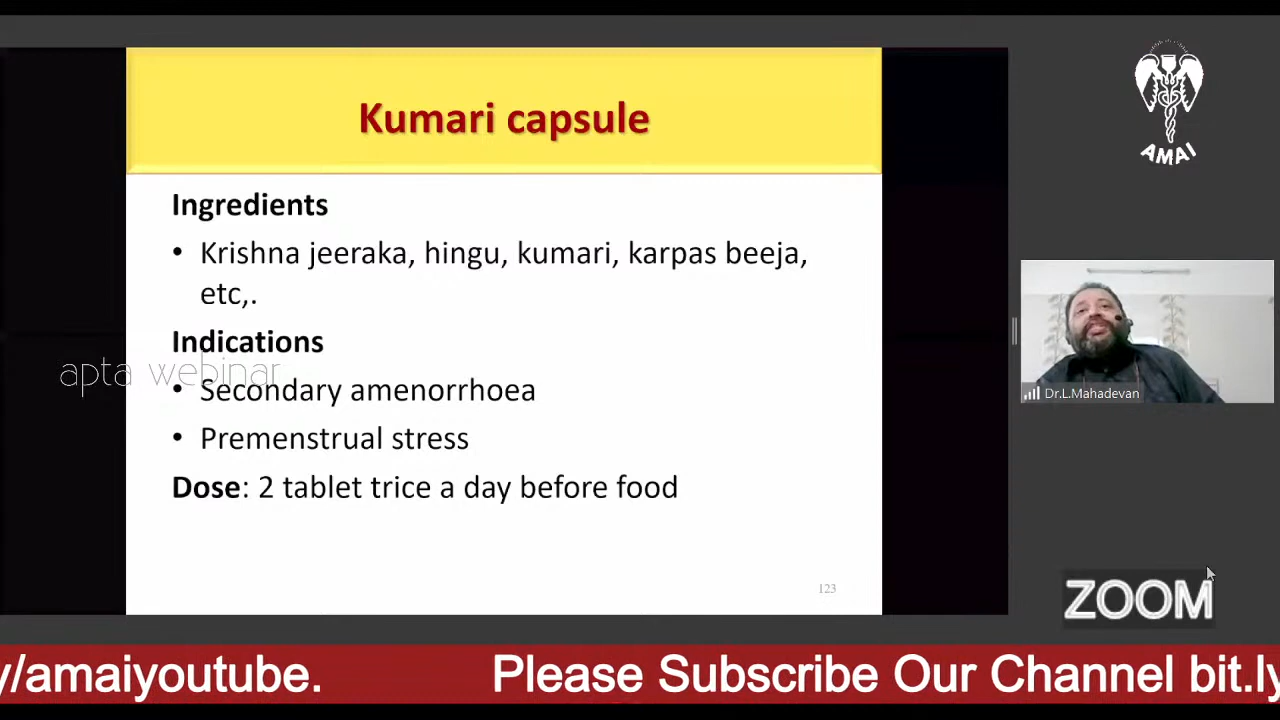 Kumari capsule
Ingredients
• Krishna jeeraka, hingu, kumari, karpas beeja,
etc,.
Indications
• Secondary amenorrhoea
• Premenstrual stress
Dose: 2 tablet trice a day before food
123
apta webinar
AMAI
Dr.L.Mahadevan
ZOOM
y/amaiyoutube. Please Subscribe Our Channel bit.ly